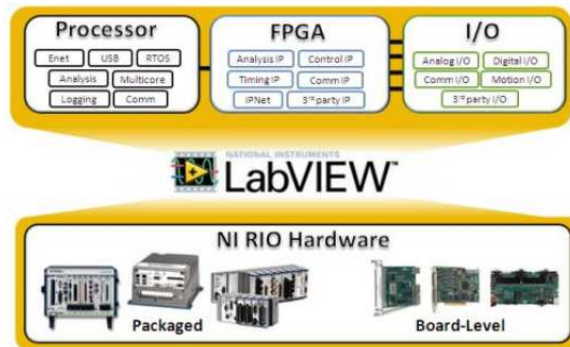 Processor
Enet USB RTOS
Analysis Multicore
Logging Comm
FPGA
Analysis IP Control IP
Timing IP Comm IP
IPNet 3rd party IP
I/O
Analog I/O Digital I/O
Comm I/O Motion I/O
3rd party I/O
NATIONAL INSTRUMENTS
LabVIEW™
NI RIO Hardware
Packaged
Board-Level